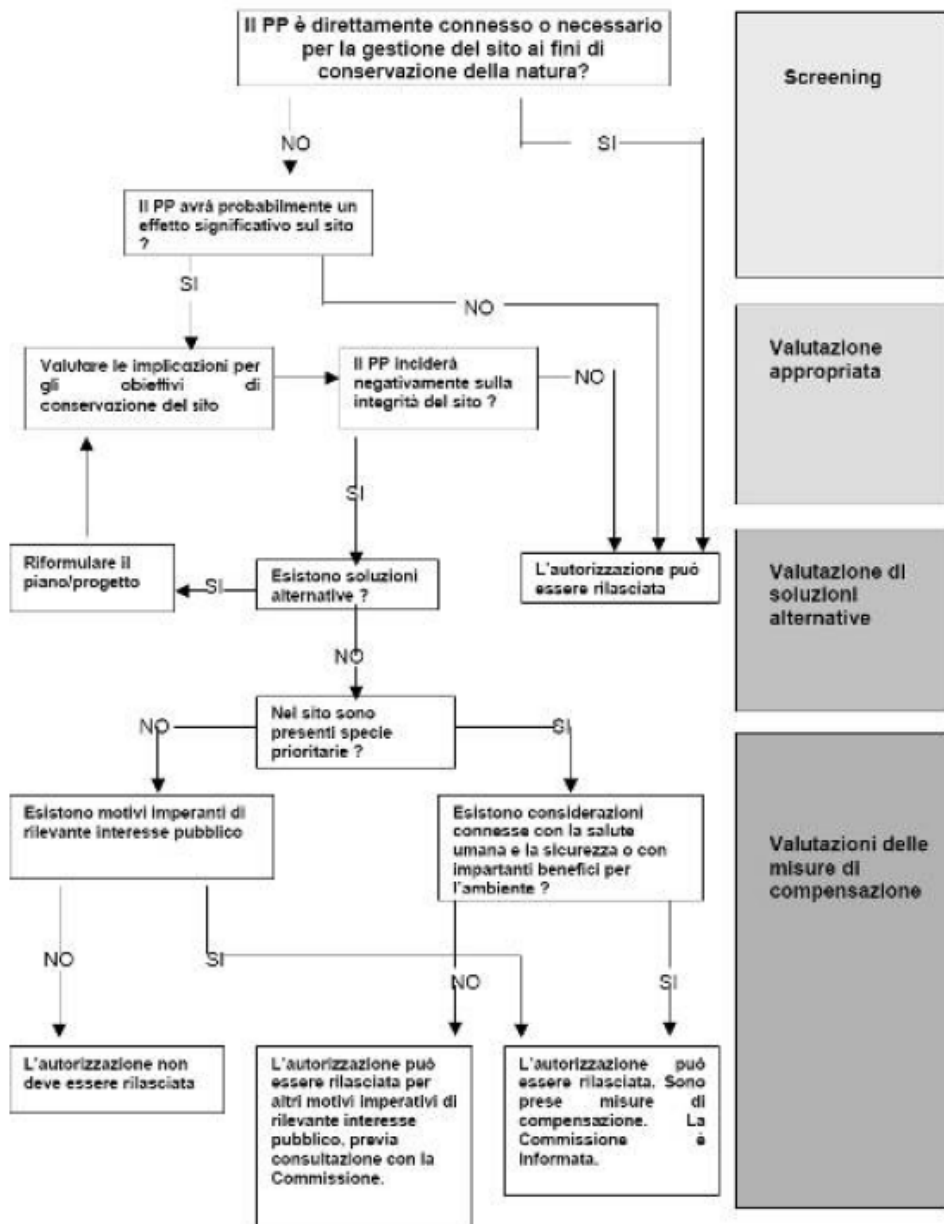 Il PP è direttamente connesso o necessario
per la gestione del sito ai fini di
conservazione della natura?
Screening
NO
SI
Il PP avrá probabilmente un
effetto significativo sul sito
?
SI
NO
Valutare le implicazioni per
gli obiettivi di
conservazione del sito
Il PP inciderá
negativamente sulla
integrità del sito ?
NO
Valutazione
appropriata
SI
Riformulare il
piano/progetto
SI
Esistono soluzioni
alternative ?
L'autorizzazione può
essere rilasciata
Valutazione di
soluzioni
alternative
NO
Nel sito sono
presenti specie
prioritarie ?
NO
SI
Esistono motivi imperanti di
rilevante interesse pubblico
Esistono considerazioni
connesse con la salute
umana e la sicurezza o con
impartanti benefici per
l'ambiente ?
Valutazioni delle
misure di
compensazione
NO
SI
NO
SI
L'autorizzazione non
deve essere rilasciata
L'autorizzazione può
essere rilasciata per
altri motivi imperativi di
rilevante interesse
pubblico, previa
consultazione con la
Commissione.
L'autorizzazione può
essere rilasciata. Sono
prese misure di
compensazione. La
Commissione è
Informata.